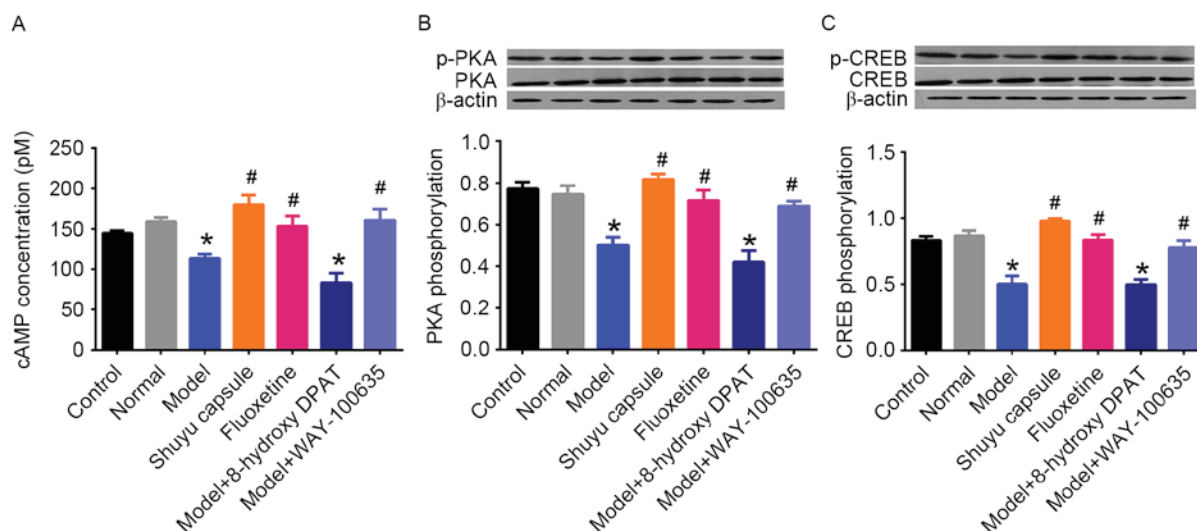 A
cAMP concentration (pM)
250
200
150
100
50
0
*
#
#
*
#
Control
Normal
Model
Shuyu capsule
Fluoxetine
Model+8-hydroxy DPAT
Model+WAY-100635
B
p-PKA
PKA
β-actin
PKA phosphorylation
1.0
0.8
0.6
0.4
0.2
0.0
*
#
#
*
#
Control
Normal
Model
Shuyu capsule
Fluoxetine
Model+8-hydroxy DPAT
Model+WAY-100635
C
p-CREB
CREB
β-actin
CREB phosphorylation
1.5
1.0
0.5
0.0
*
#
#
*
#
Control
Normal
Model
Shuyu capsule
Fluoxetine
Model+8-hydroxy DPAT
Model+WAY-100635